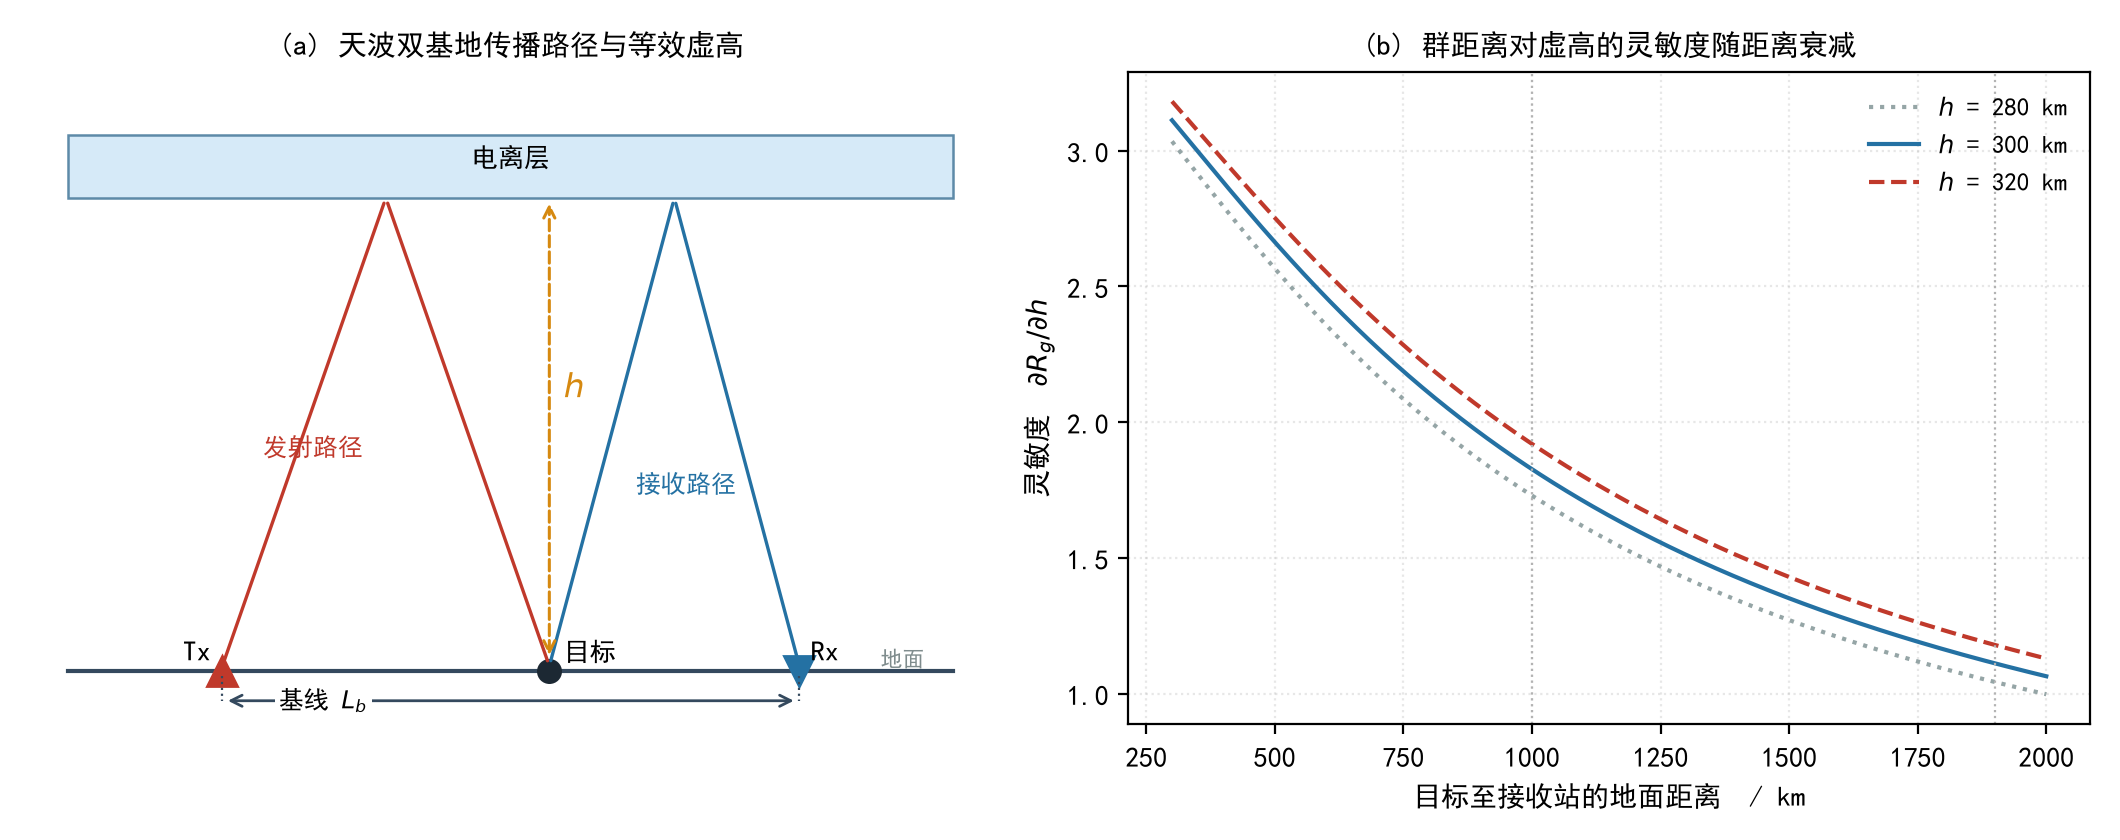 (a) 天波双基地传播路径与等效虚高
电离层
h
发射路径
接收路径
Tx
目标
Rx
地面
基线 L_b
(b) 群距离对虚高的灵敏度随距离衰减
h = 280 km
h = 300 km
h = 320 km
3.0
2.5
2.0
1.5
1.0
灵敏度 ∂R_g/∂h
250 500 750 1000 1250 1500 1750 2000
目标至接收站的地面距离 / km